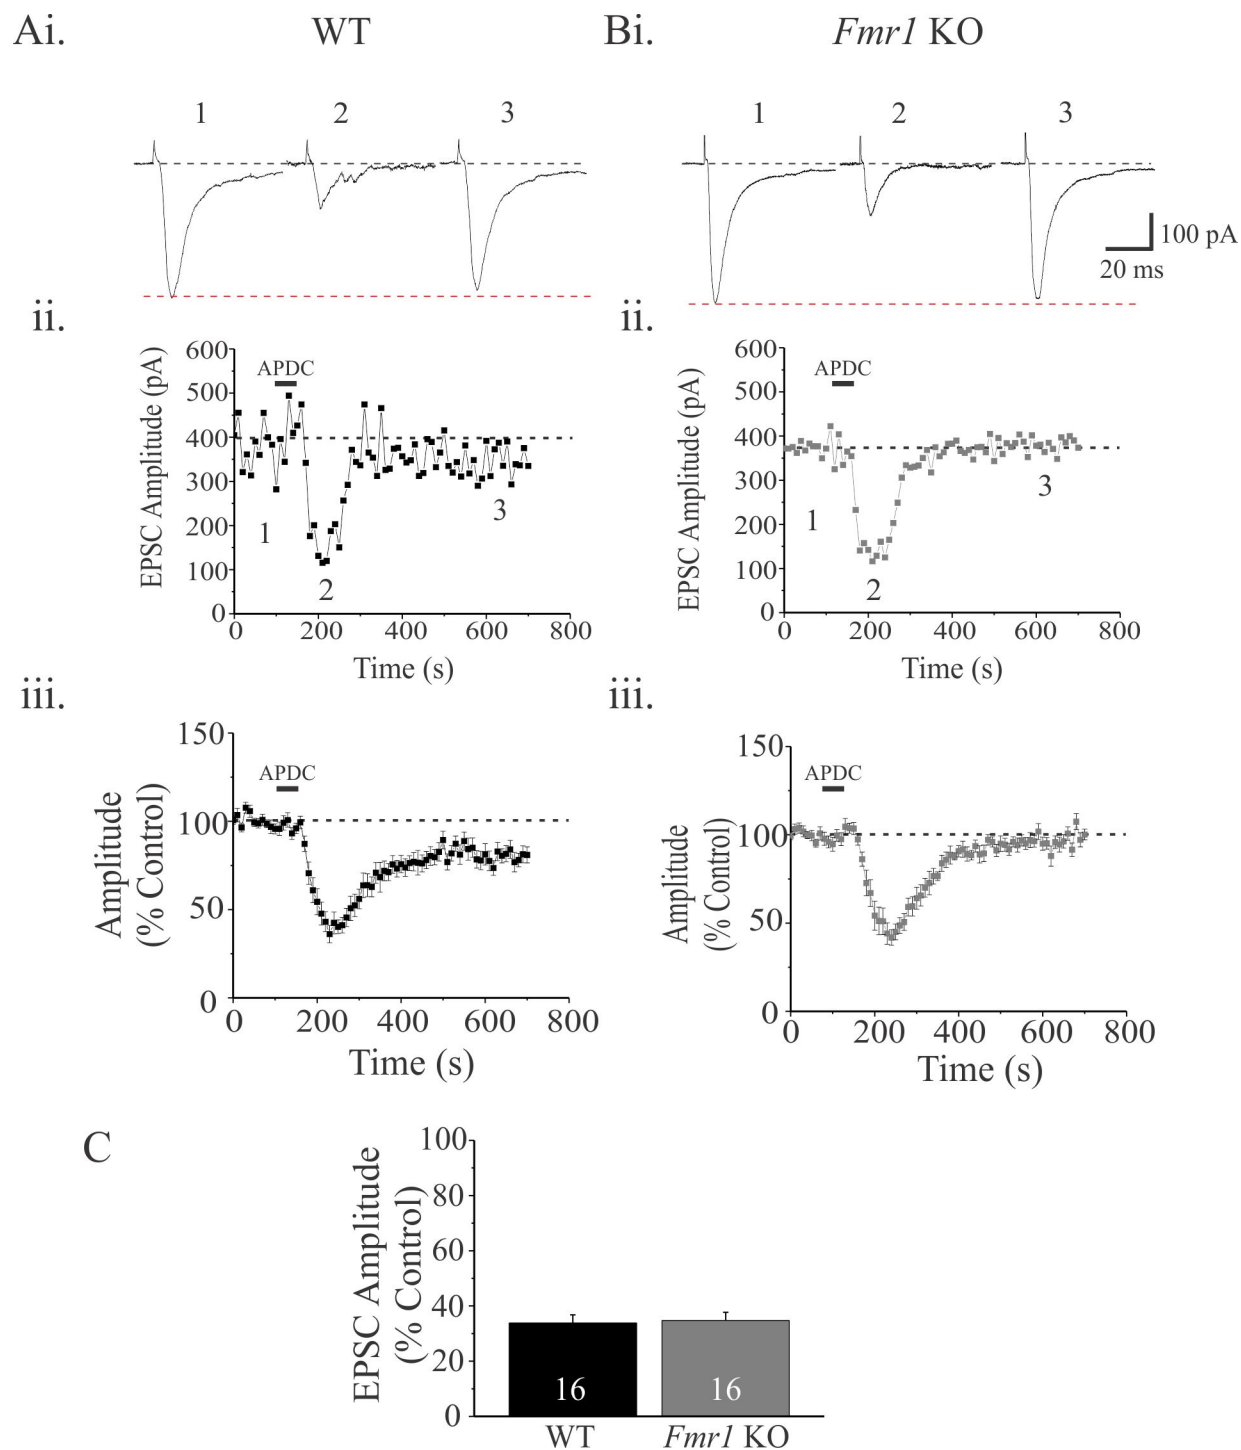 Ai.
WT
Bi.
Fmr1 KO
1
2
3
1
2
3
100 pA
20 ms
ii.
EPSC Amplitude (pA)
600
500
400
300
200
100
0
APDC
1
2
3
0
200
400
600
800
Time (s)
ii.
EPSC Amplitude (pA)
600
500
400
300
200
100
0
APDC
1
2
3
0
200
400
600
800
Time (s)
iii.
Amplitude
(% Control)
150
100
50
0
APDC
0
200
400
600
800
Time (s)
iii.
Amplitude
(% Control)
150
100
50
0
APDC
0
200
400
600
800
Time (s)
C
EPSC Amplitude
(% Control)
100
80
60
40
20
0
16
16
WT
Fmr1 KO